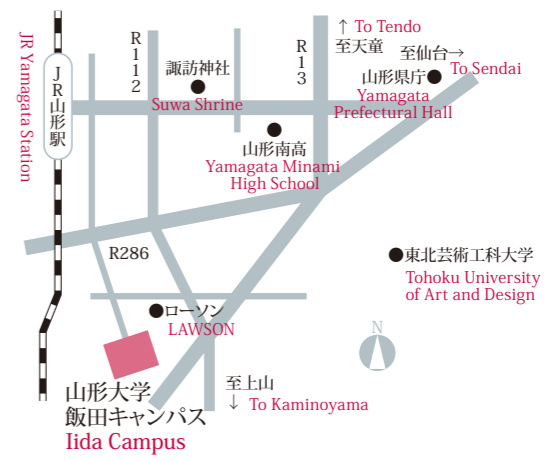 ↑ To Tendo
至天童
R112
R13
諏訪神社
Suwa Shrine
至仙台→
To Sendai
山形県庁
Yamagata
Prefectural Hall
JR Yamagata Station
JR山形駅
山形南高
Yamagata Minami
High School
R286
東北芸術工科大学
Tohoku University
of Art and Design
ローソン
LAWSON
N
山形大学
飯田キャンパス
Iida Campus
至上山
↓ To Kaminoyama